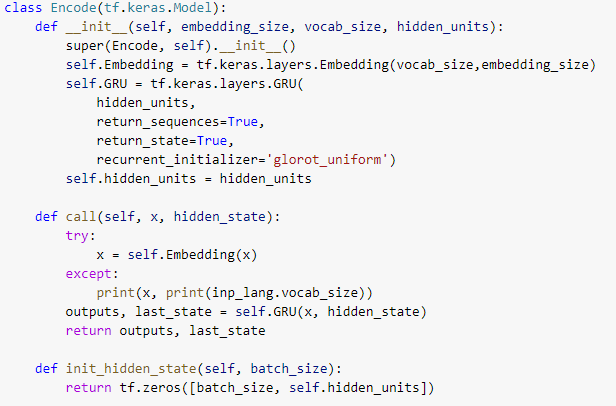 class Encode(tf.keras.Model):
    def __init__(self, embedding_size, vocab_size, hidden_units):
        super(Encode, self).__init__()
        self.Embedding = tf.keras.layers.Embedding(vocab_size,embedding_size)
        self.GRU = tf.keras.layers.GRU(
            hidden_units,
            return_sequences=True,
            return_state=True,
            recurrent_initializer='glorot_uniform')
        self.hidden_units = hidden_units

    def call(self, x, hidden_state):
        try:
            x = self.Embedding(x)
        except:
            print(x, print(inp_lang.vocab_size))
        outputs, last_state = self.GRU(x, hidden_state)
        return outputs, last_state

    def init_hidden_state(self, batch_size):
        return tf.zeros([batch_size, self.hidden_units])